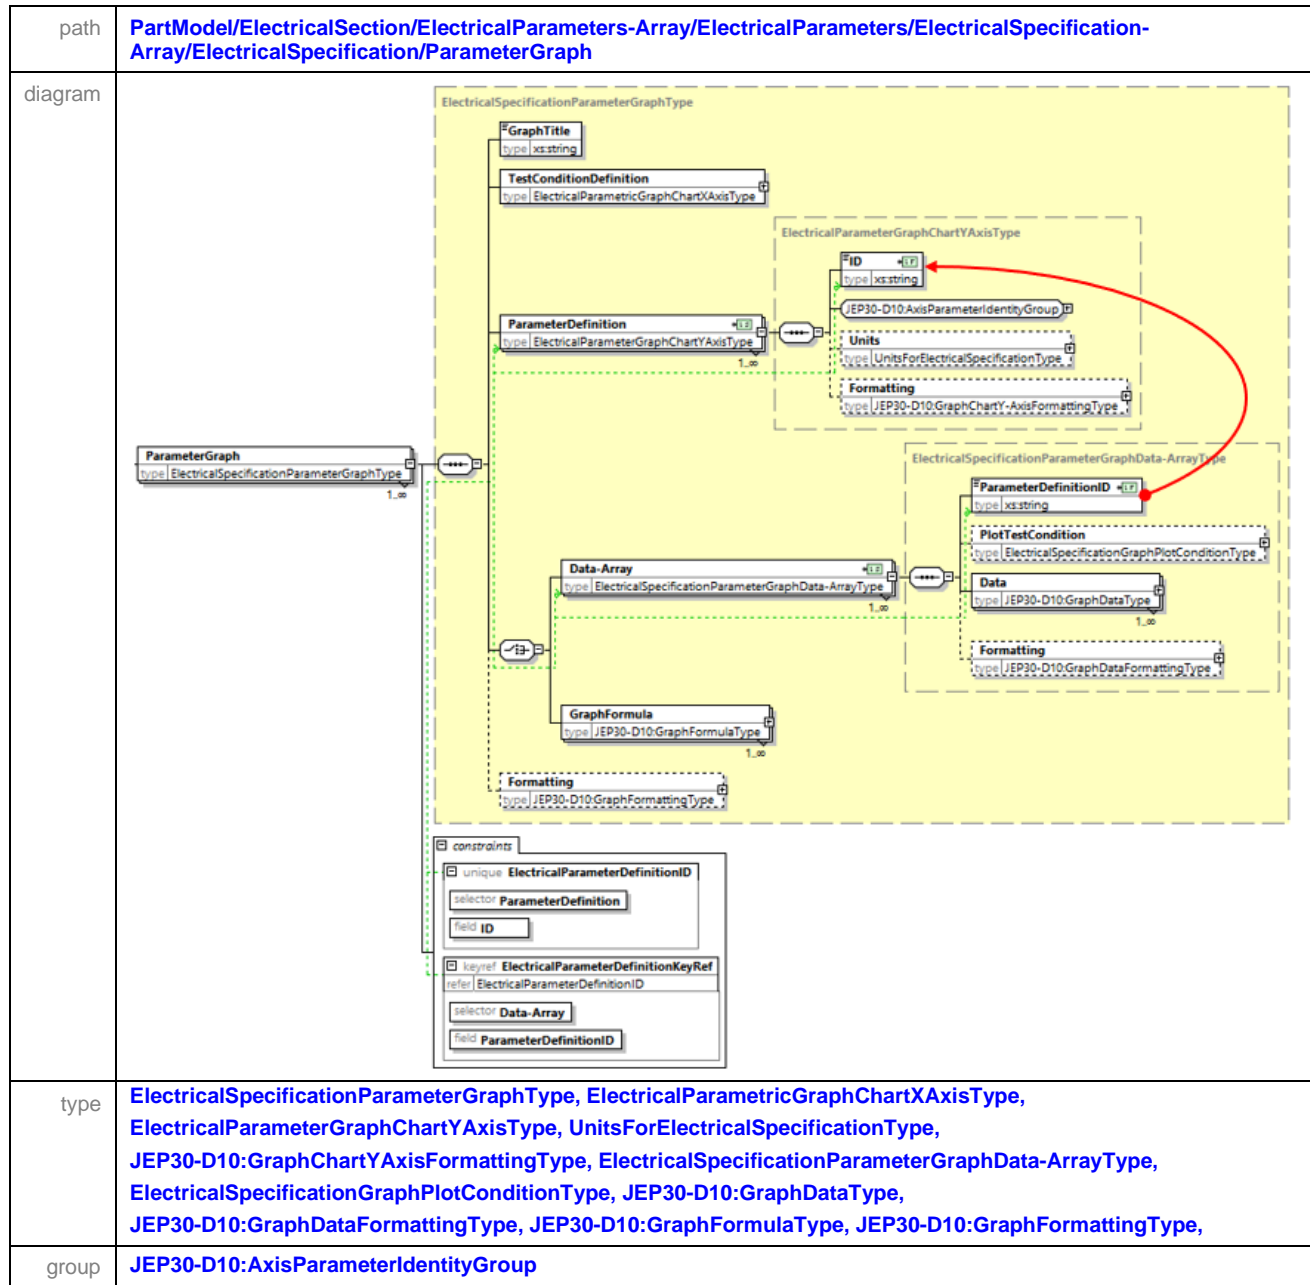 path
PartModel/ElectricalSection/ElectricalParameters-Array/ElectricalParameters/ElectricalSpecification-
Array/ElectricalSpecification/ParameterGraph
diagram
ElectricalSpecificationParameterGraphType
GraphTitle
type xs:string
TestConditionDefinition
type ElectricalParametricGraphChartXAxisType
ElectricalParameterGraphChartYAxisType
ID
type xs:string
JEP30-D10:AxisParameterIdentityGroup
ParameterDefinition
type ElectricalParameterGraphChartYAxisType
1..∞
Units
type UnitsForElectricalSpecificationType
Formatting
type JEP30-D10:GraphChartY-AxisFormattingType
ParameterGraph
type ElectricalSpecificationParameterGraphType
1..∞
ElectricalSpecificationParameterGraphData-ArrayType
ParameterDefinitionID
type xs:string
PlotTestCondition
type ElectricalSpecificationGraphPlotConditionType
Data-Array
type ElectricalSpecificationParameterGraphData-ArrayType
1..∞
Data
type JEP30-D10:GraphDataType
1..∞
Formatting
type JEP30-D10:GraphDataFormattingType
GraphFormula
type JEP30-D10:GraphFormulaType
1..∞
Formatting
type JEP30-D10:GraphFormattingType
constraints
unique ElectricalParameterDefinitionID
selector ParameterDefinition
field ID
keyref ElectricalParameterDefinitionKeyRef
refer ElectricalParameterDefinitionID
selector Data-Array
field ParameterDefinitionID
type
ElectricalSpecificationParameterGraphType, ElectricalParametricGraphChartXAxisType,
ElectricalParameterGraphChartYAxisType, UnitsForElectricalSpecificationType,
JEP30-D10:GraphChartYAxisFormattingType, ElectricalSpecificationParameterGraphData-ArrayType,
ElectricalSpecificationGraphPlotConditionType, JEP30-D10:GraphDataType,
JEP30-D10:GraphDataFormattingType, JEP30-D10:GraphFormulaType, JEP30-D10:GraphFormattingType,
group
JEP30-D10:AxisParameterIdentityGroup